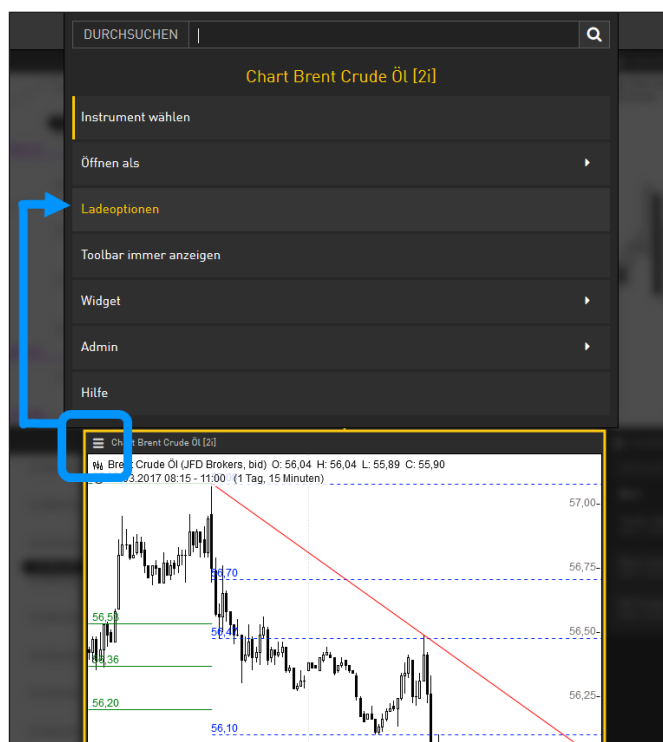 DURCHSUCHEN
Chart Brent Crude Öl [2i]
Instrument wählen
Öffnen als
Ladeoptionen
Toolbar immer anzeigen
Widget
Admin
Hilfe
Chart Brent Crude Öl [2i]
Brent Crude Öl (JFD Brokers, bid) O: 56,04 H: 56,04 L: 55,89 C: 55,90
03.2017 08:15 - 11:00 (1 Tag, 15 Minuten)
57,00
56,75
56,70
56,53
56,50
56,47
56,36
56,25
56,20
56,10